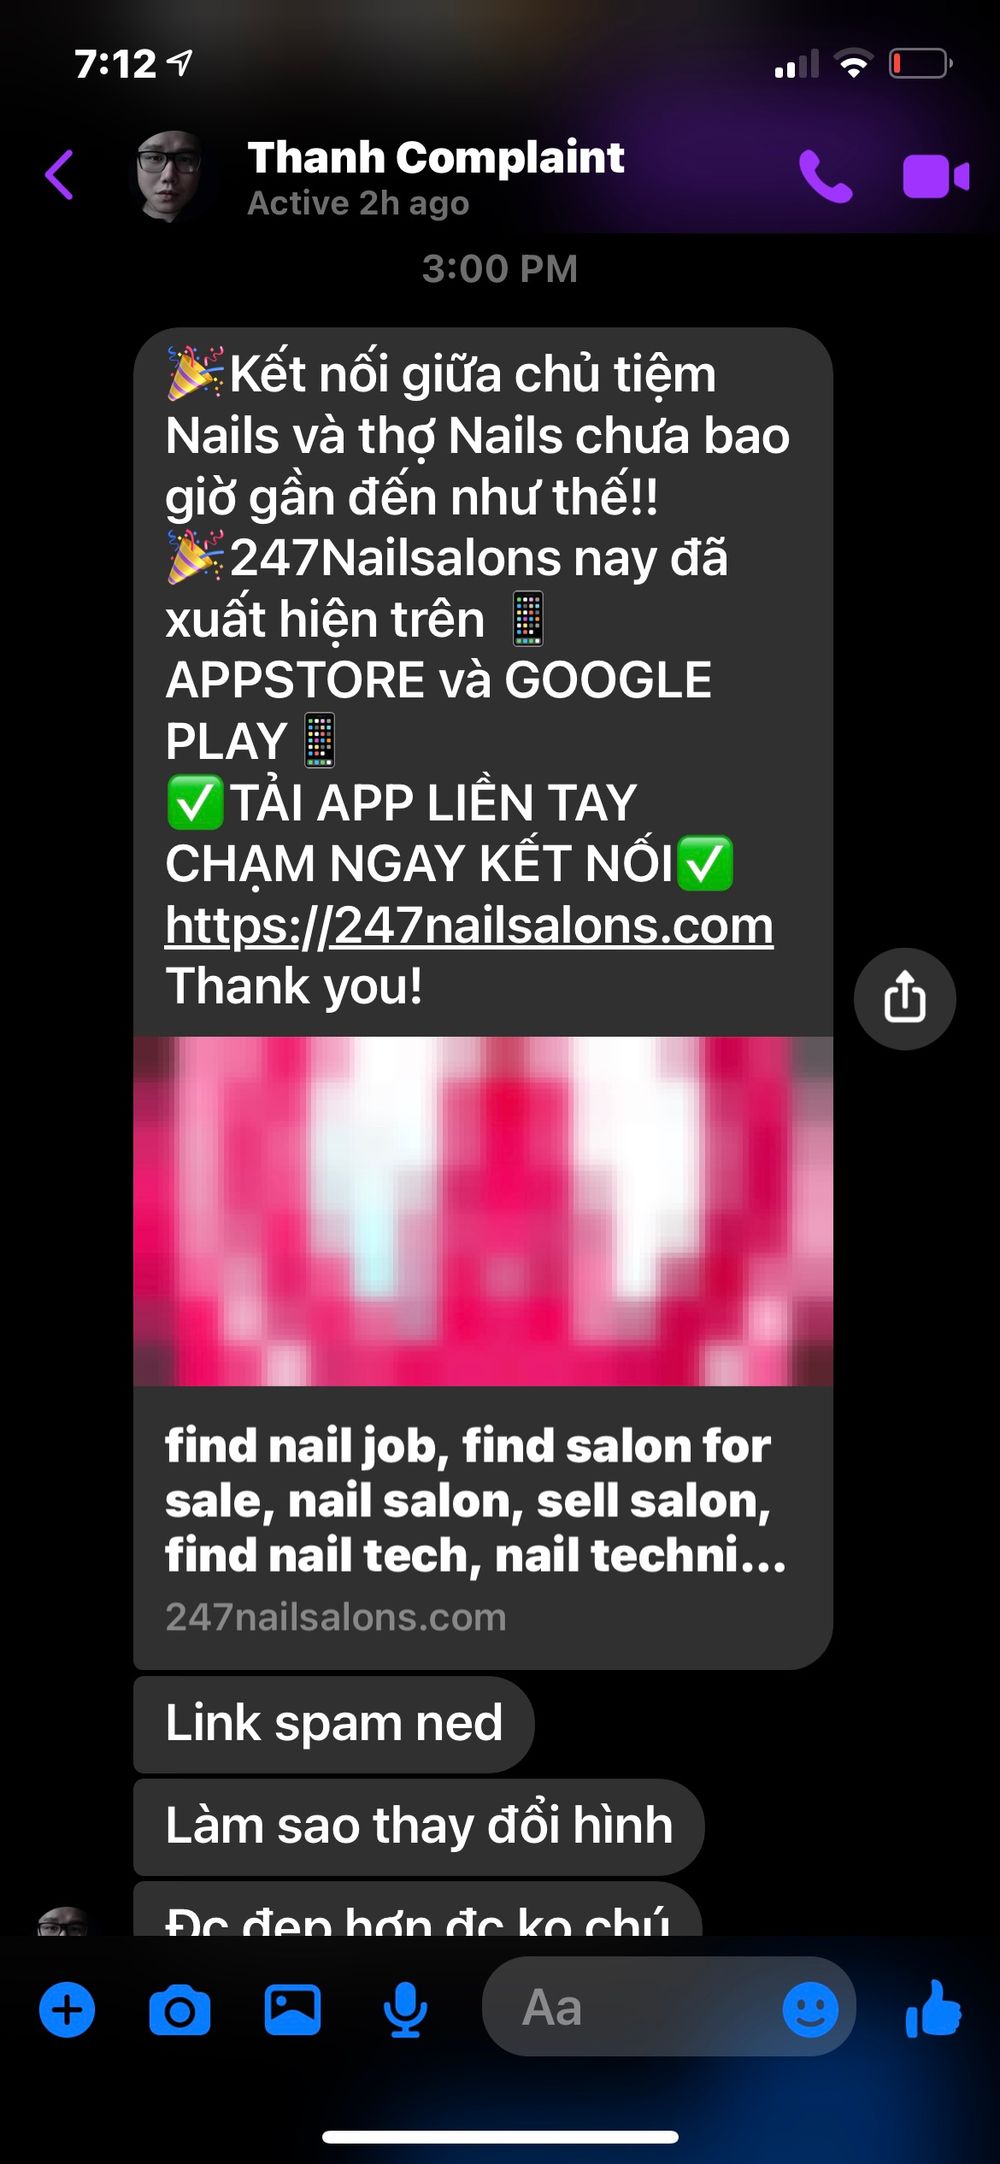 7:12
Thanh Complaint
Active 2h ago
3:00 PM
🎉Kết nối giữa chủ tiệm
Nails và thợ Nails chưa bao
giờ gần đến như thế!!
🎉247Nailsalons nay đã
xuất hiện trên 📱
APPSTORE và GOOGLE
PLAY📱
✅TẢI APP LIỀN TAY
CHẠM NGAY KẾT NỐI✅
https://247nailsalons.com
Thank you!
find nail job, find salon for
sale, nail salon, sell salon,
find nail tech, nail techni...
247nailsalons.com
Link spam ned
Làm sao thay đổi hình
Đc đẹp hơn đc ko chú
Aa